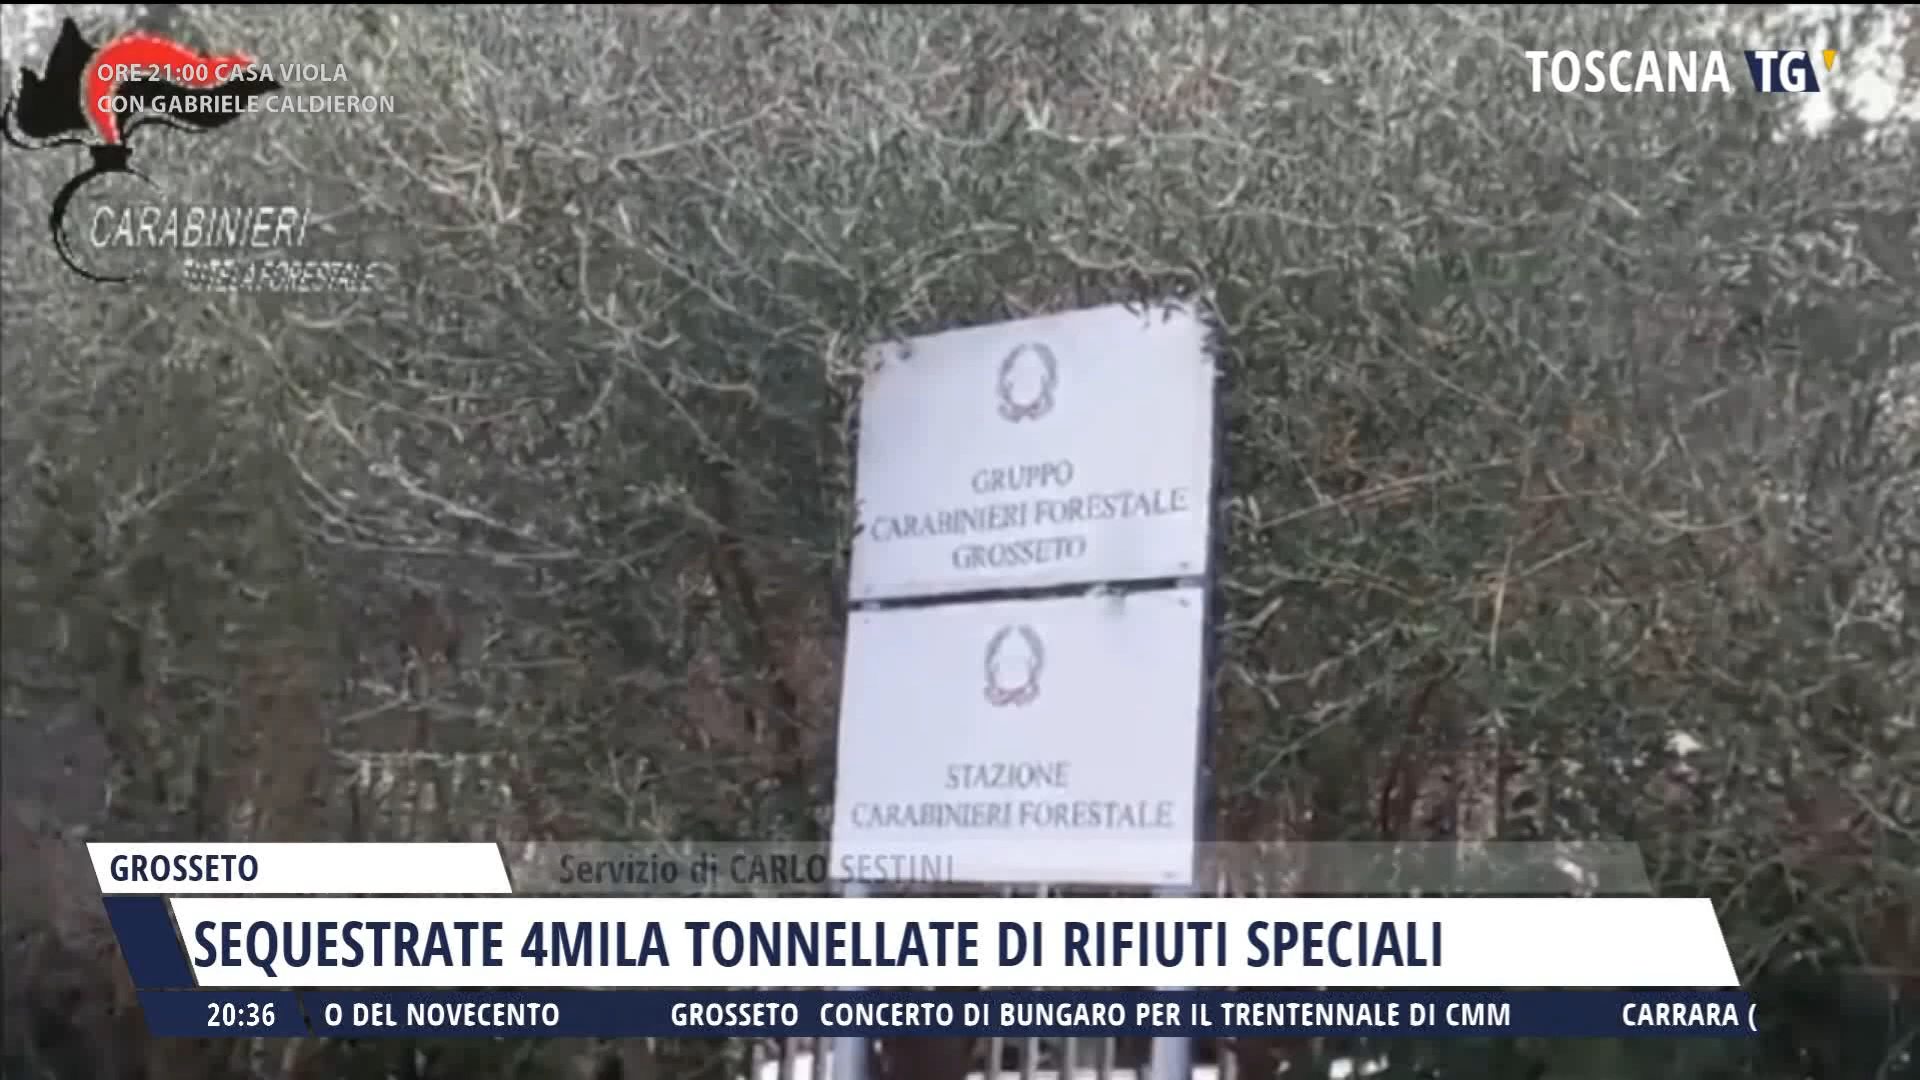 ORE 21:00 CASA VIOLA
CON GABRIELE CALDIERON
TOSCANA TG
CARABINIERI
TUTELA FORESTALE
GRUPPO
CARABINIERI FORESTALE
GROSSETO
STAZIONE
CARABINIERI FORESTALE
GROSSETO
Servizio di CARLO SESTINI
SEQUESTRATE 4MILA TONNELLATE DI RIFIUTI SPECIALI
20:36 O DEL NOVECENTO GROSSETO CONCERTO DI BUNGARO PER IL TRENTENNALE DI CMM CARRARA (